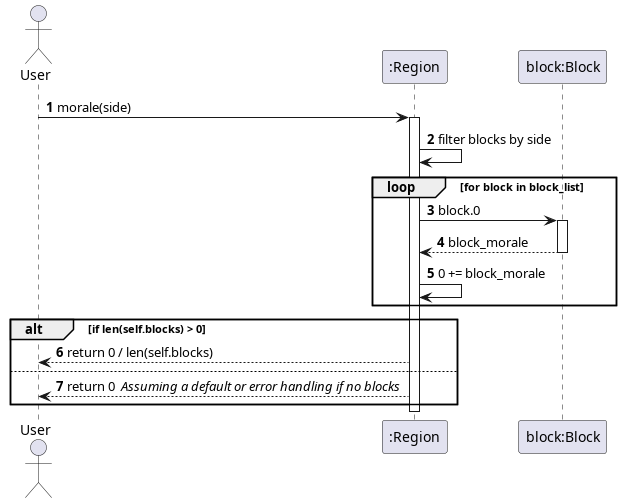 User
:Region
block:Block
1 morale(side)
2 filter blocks by side
loop [for block in block_list]
3 block.0
4 block_morale
5 0 += block_morale
alt [if len(self.blocks) > 0]
6 return 0 / len(self.blocks)
7 return 0 Assuming a default or error handling if no blocks
User
:Region
block:Block